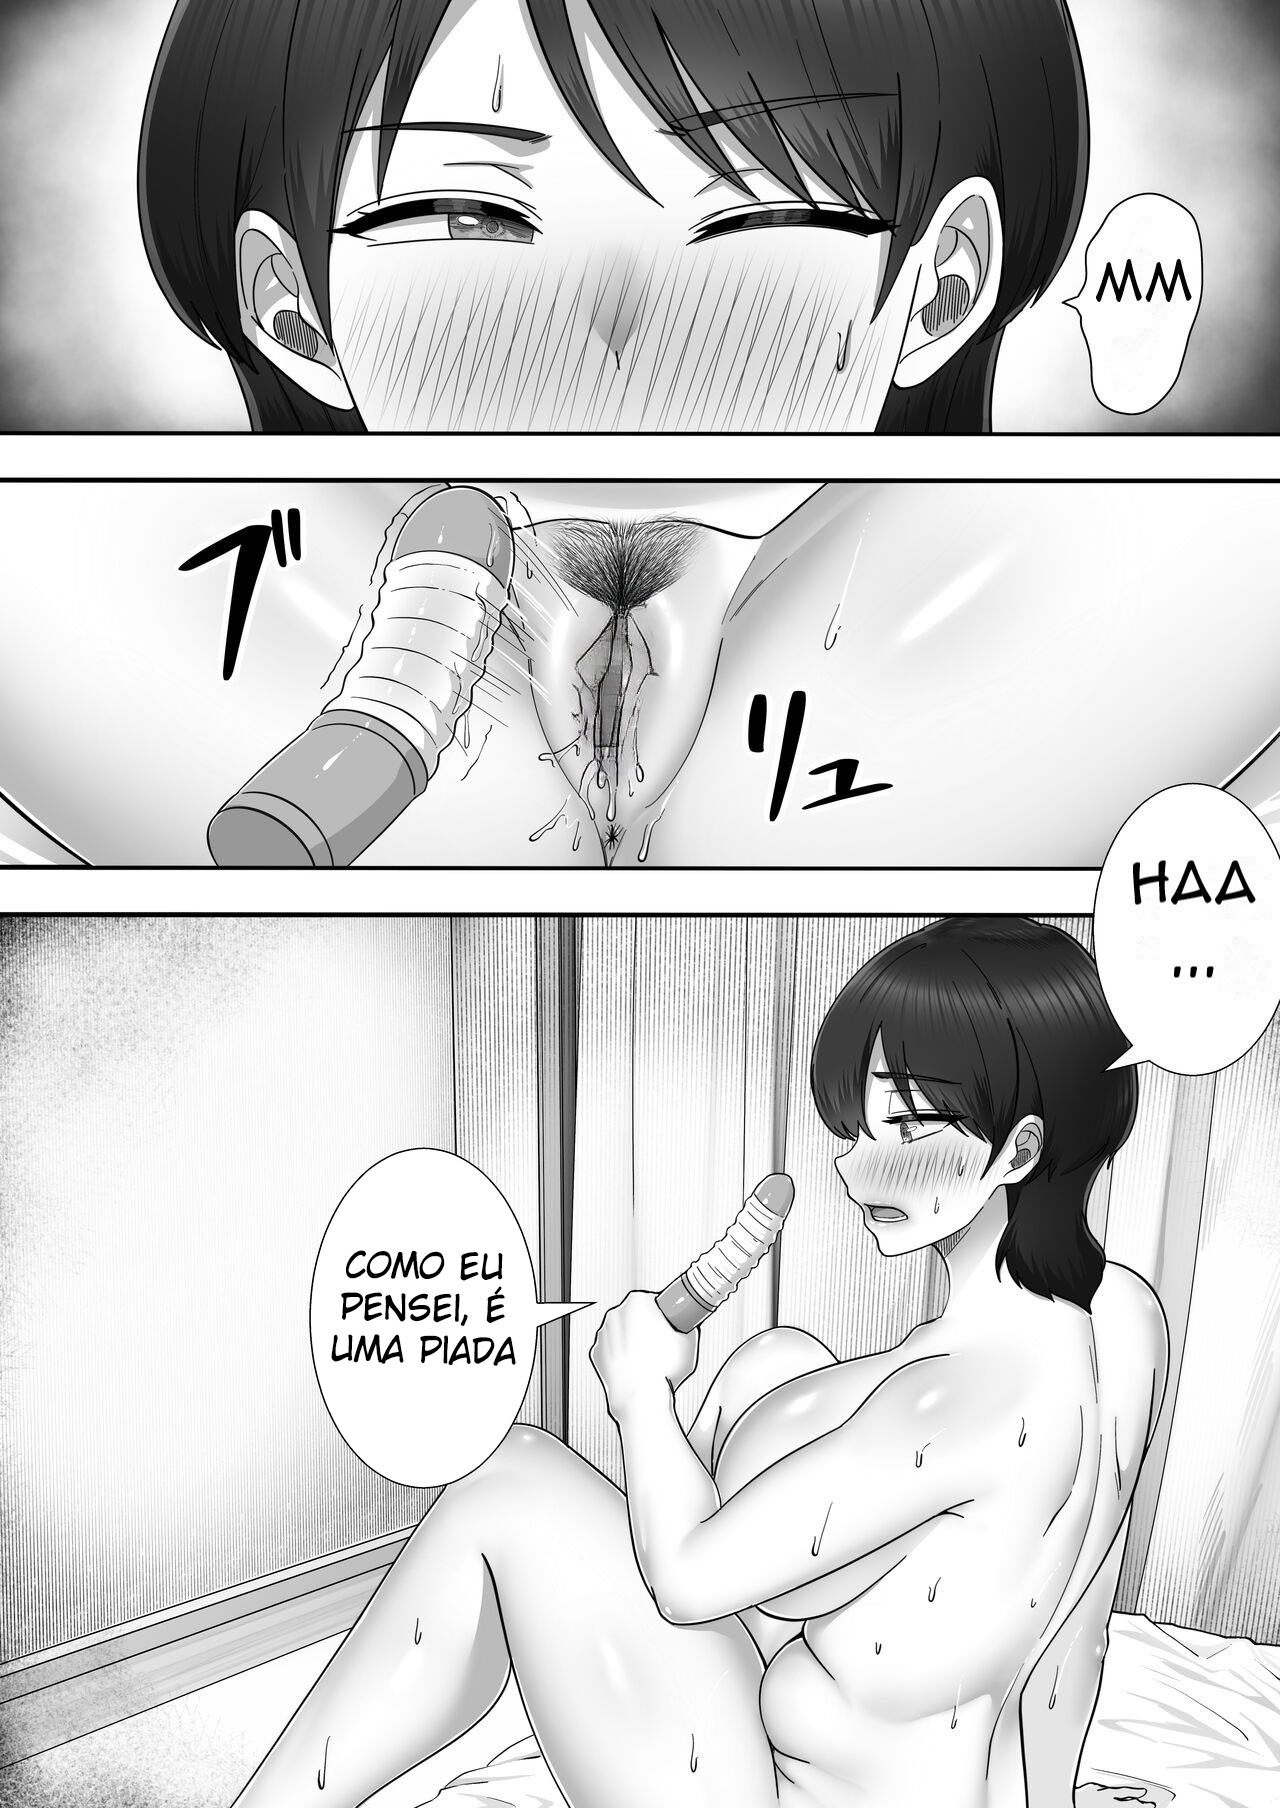 MM
ブ
リュ
HAA
...
COMO EU
PENSEI, É
UMA PIADA